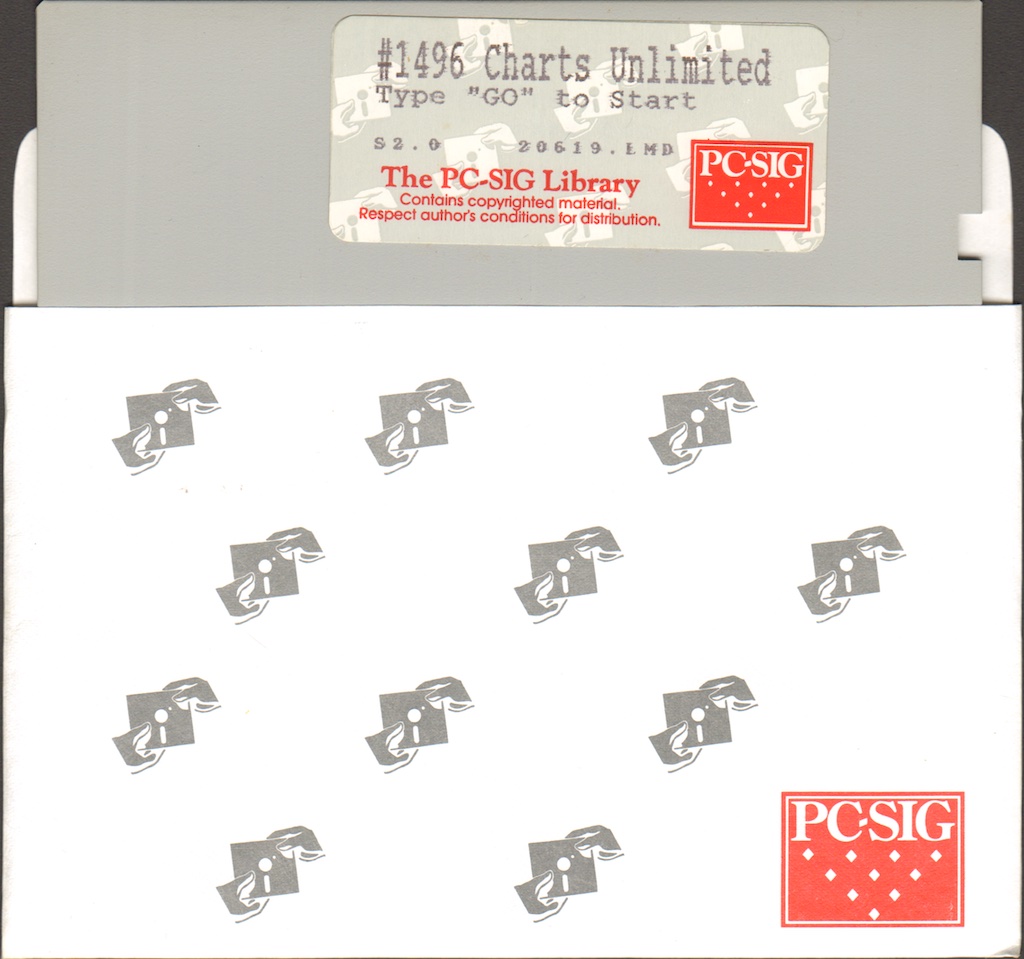 #1496 Charts Unlimited
Type "GO" to Start
S2.0 20619.LMD
The PC-SIG Library
Contains copyrighted material.
Respect author's conditions for distribution.
PC-SIG
PC-SIG